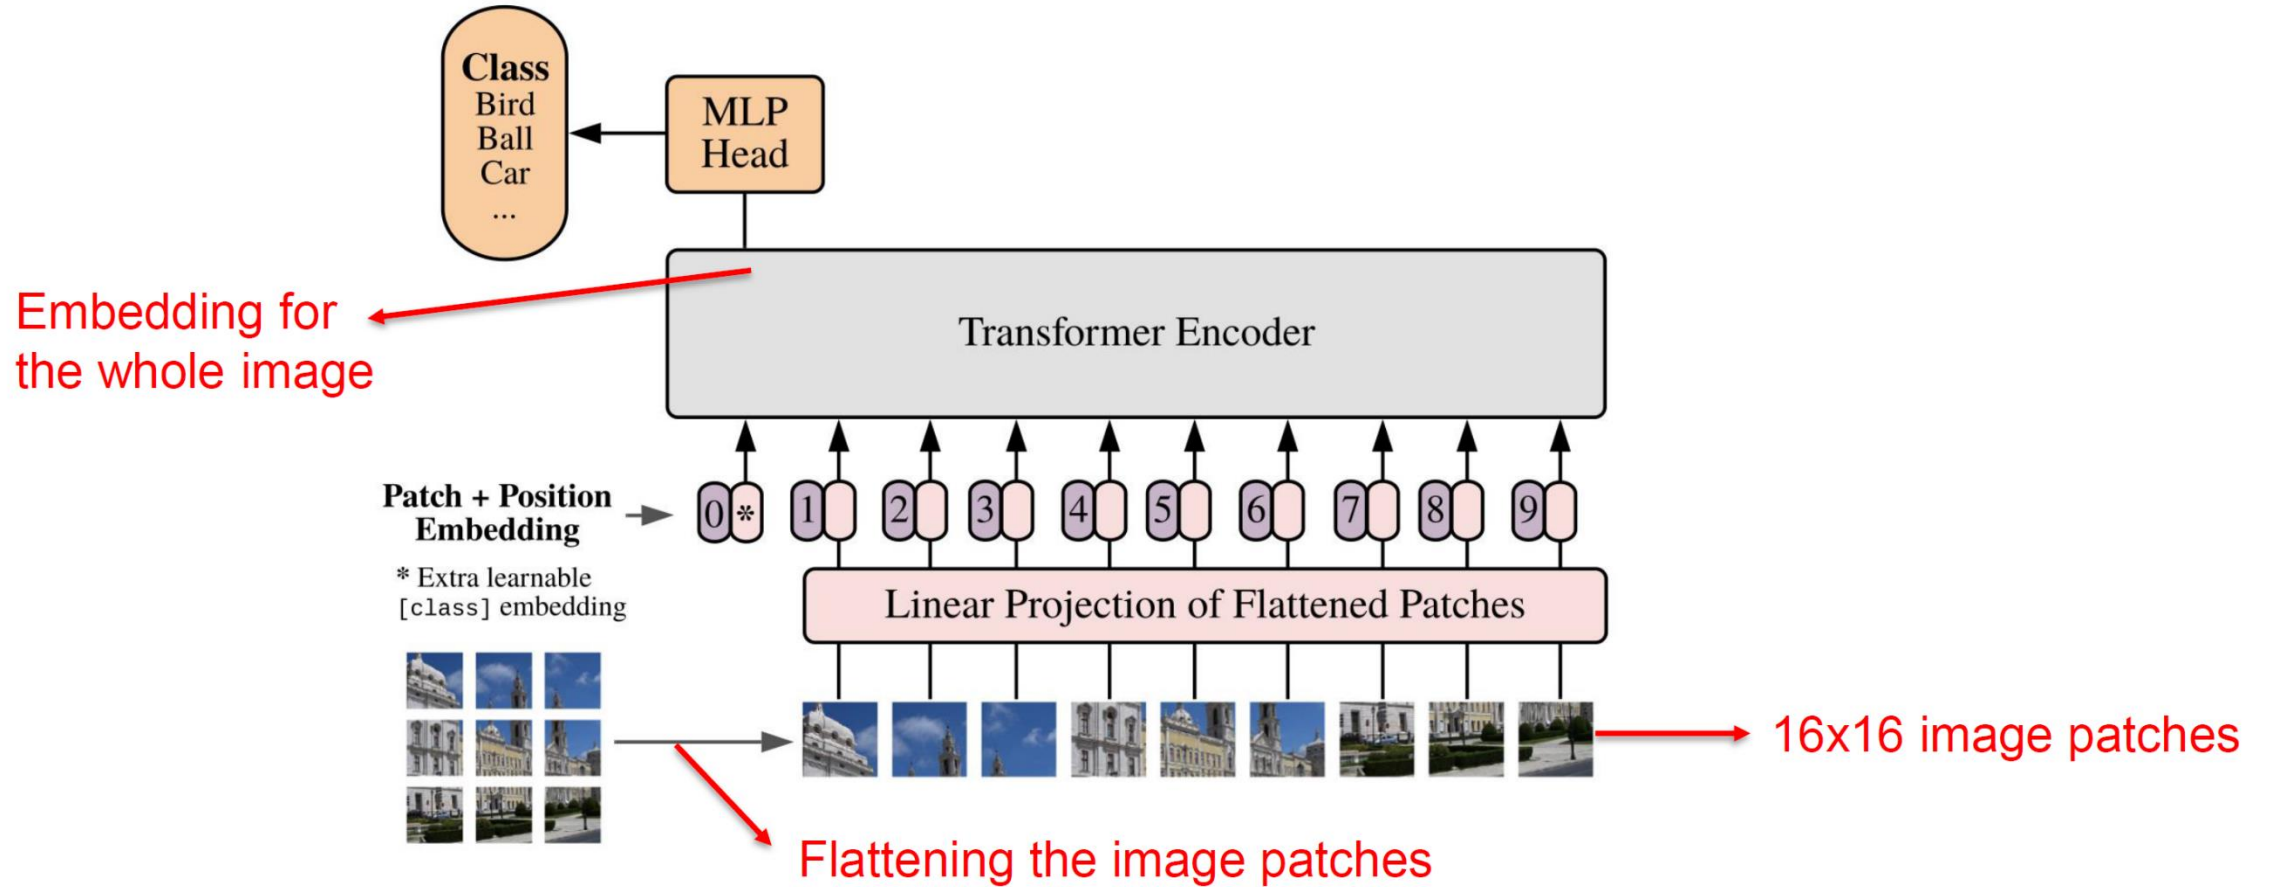 Class
Bird
Ball
Car
...
MLP
Head
Embedding for
the whole image
Transformer Encoder
Patch + Position
Embedding
0 * 1 2 3 4 5 6 7 8 9
* Extra learnable
[class] embedding
Linear Projection of Flattened Patches
16x16 image patches
Flattening the image patches